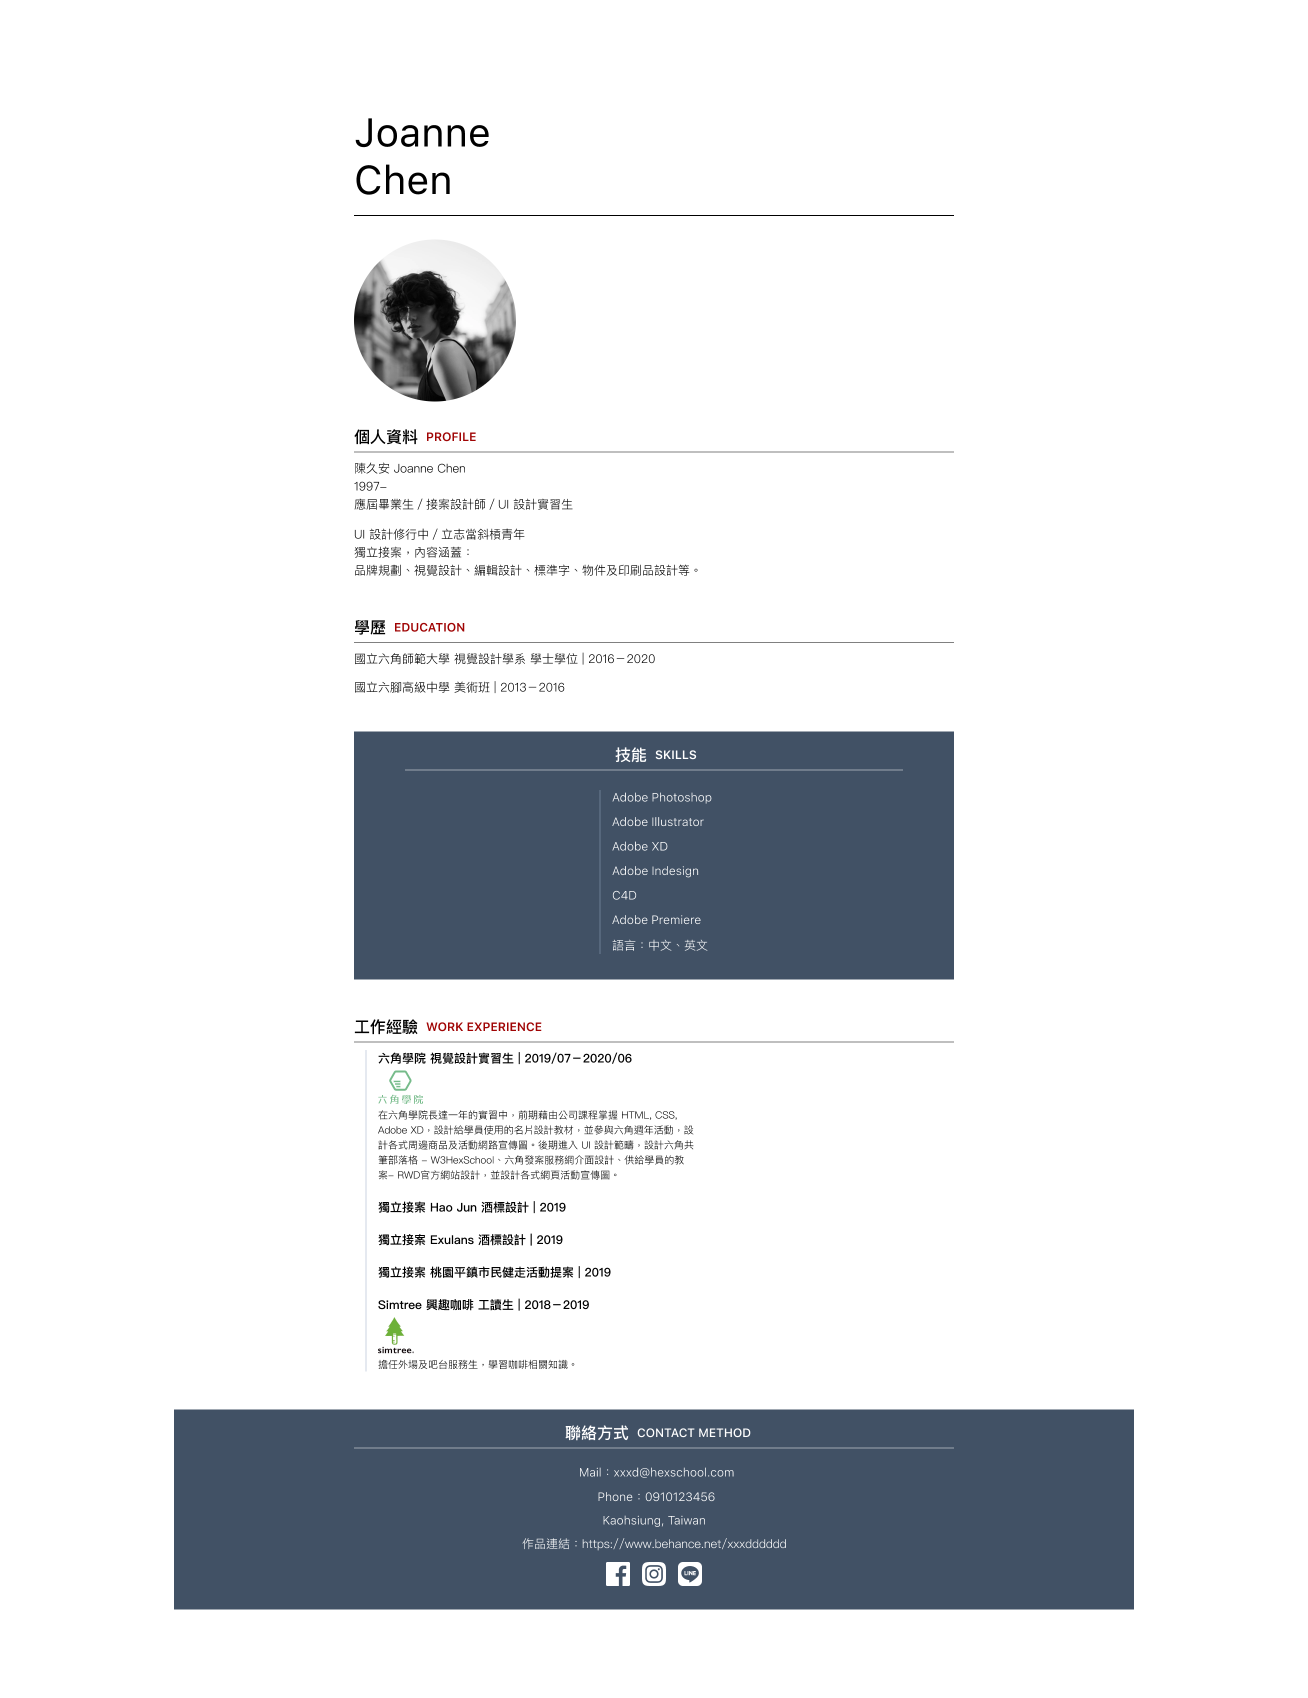 Joanne
Chen
個人資料 PROFILE
陳久安 Joanne Chen
1997–
應屆畢業生 / 接案設計師 / UI 設計實習生
UI 設計修行中 / 立志當斜槓青年
獨立接案，內容涵蓋：
品牌規劃、視覺設計、編輯設計、標準字、物件及印刷品設計等。
學歷 EDUCATION
國立六角師範大學 視覺設計學系 學士學位 | 2016－2020
國立六腳高級中學 美術班 | 2013－2016
技能 SKILLS
Adobe Photoshop
Adobe Illustrator
Adobe XD
Adobe Indesign
C4D
Adobe Premiere
語言：中文、英文
工作經驗 WORK EXPERIENCE
六角學院 視覺設計實習生 | 2019/07－2020/06
六角學院
在六角學院長達一年的實習中，前期藉由公司課程掌握 HTML, CSS,
Adobe XD，設計給學員使用的名片設計教材，並參與六角週年活動，設
計各式周邊商品及活動網路宣傳圖。後期進入 UI 設計範疇，設計六角共
筆部落格 – W3HexSchool、六角發案服務網介面設計、供給學員的教
案– RWD官方網站設計，並設計各式網頁活動宣傳圖。
獨立接案 Hao Jun 酒標設計 | 2019
獨立接案 Exulans 酒標設計 | 2019
獨立接案 桃園平鎮市民健走活動提案 | 2019
Simtree 興趣咖啡 工讀生 | 2018－2019
simtree.
擔任外場及吧台服務生，學習咖啡相關知識。
聯絡方式 CONTACT METHOD
Mail：xxxd@hexschool.com
Phone：0910123456
Kaohsiung, Taiwan
作品連結：https://www.behance.net/xxxdddddd
LINE